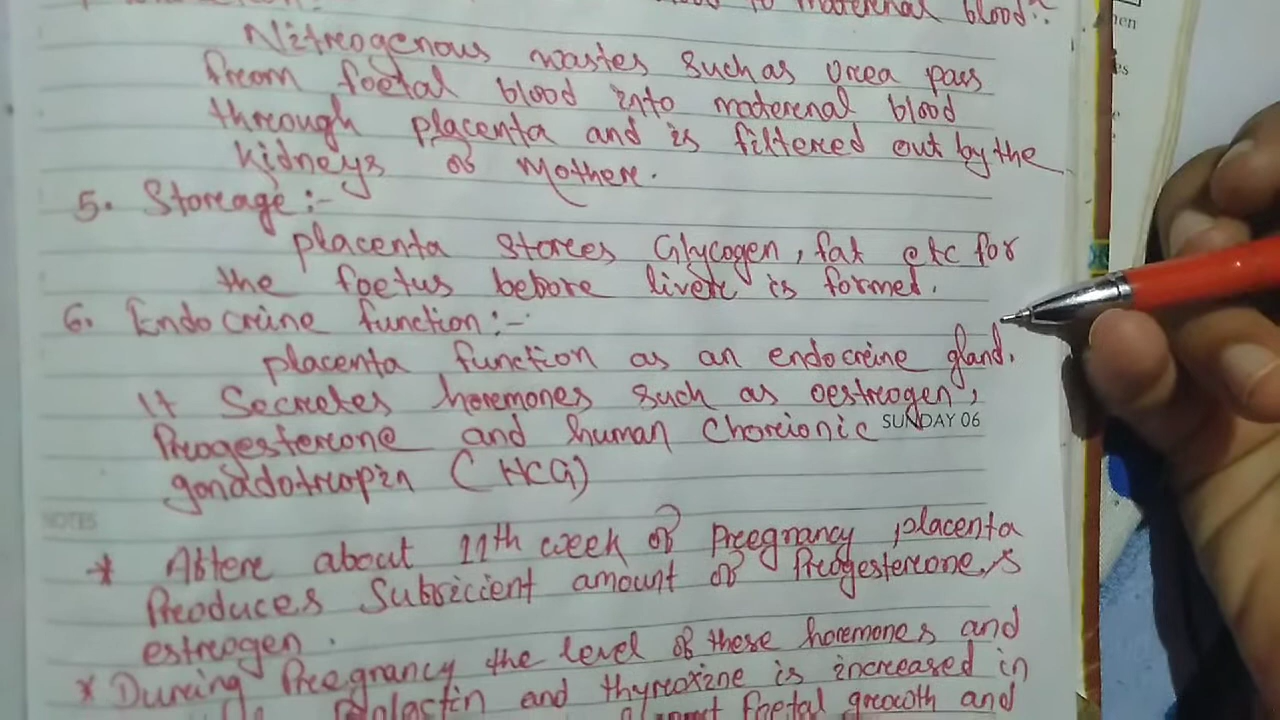 to maternal blood:-
Nitrogenous wastes such as Urea pass
from foetal blood into maternal blood
through placenta and is filtered out by the
kidneys of Mother.
5. Storage :-
placenta stores Glycogen, fat etc for
the foetus before liver is formed.
6. Endocrine function :-
placenta function as an endocrine gland.
It Secretes hormones such as oestrogen,
Progesterone and human Chorionic SUNDAY 06
gonadotropin (HCG)
NOTES
* After about 11th week of Pregnancy, placenta
Produces Sufficient amount of Progesterone, &
estrogen.
* During Pregnancy the level of these hormones and
and thyroxine is increased in
foetal growth and